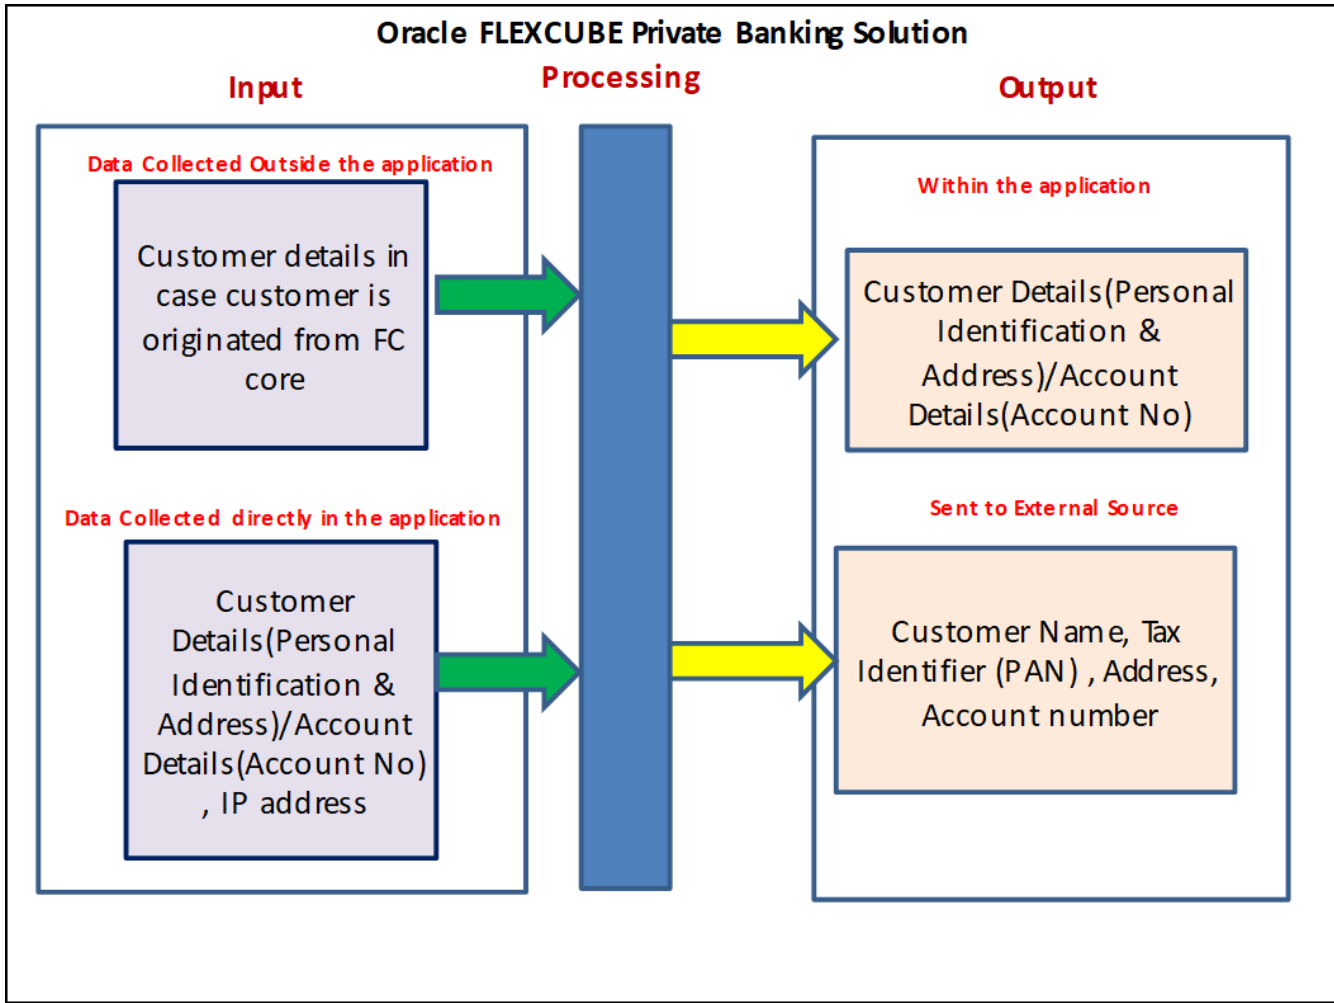 Oracle FLEXCUBE Private Banking Solution
Input
Processing
Output
Data Collected Outside the application
Customer details in
case customer is
originated from FC
core
Data Collected directly in the application
Customer
Details(Personal
Identification &
Address)/Account
Details(Account No)
, IP address
Within the application
Customer Details(Personal
Identification &
Address)/Account
Details(Account No)
Sent to External Source
Customer Name, Tax
Identifier (PAN) , Address,
Account number